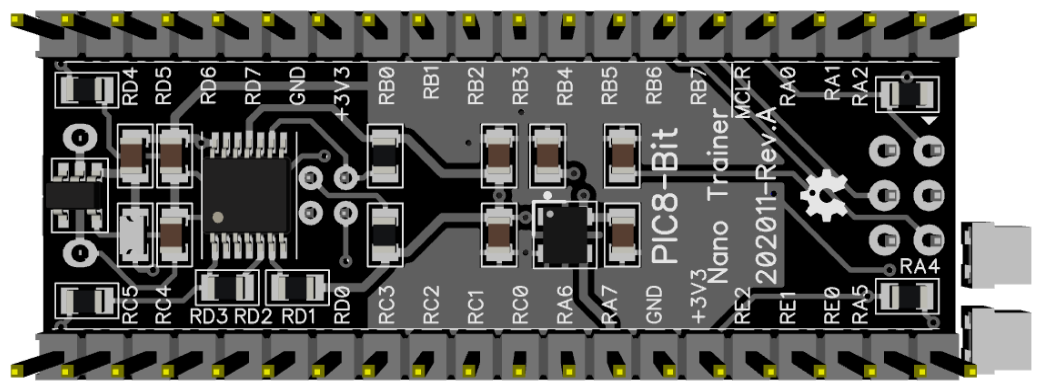 RD4
RD5
RD6
RD7
GND
+3V3
RB0
RB1
RB2
RB3
RB4
RB5
RB6
RB7
MCLR
RA0
RA1
RA2
PIC8-Bit
Nano Trainer
202011-Rev.A
RA4
RC5
RC4
RD3
RD2
RD1
RD0
RC3
RC2
RC1
RC0
RA6
RA7
GND
+3V3
RE2
RE1
RE0
RA5